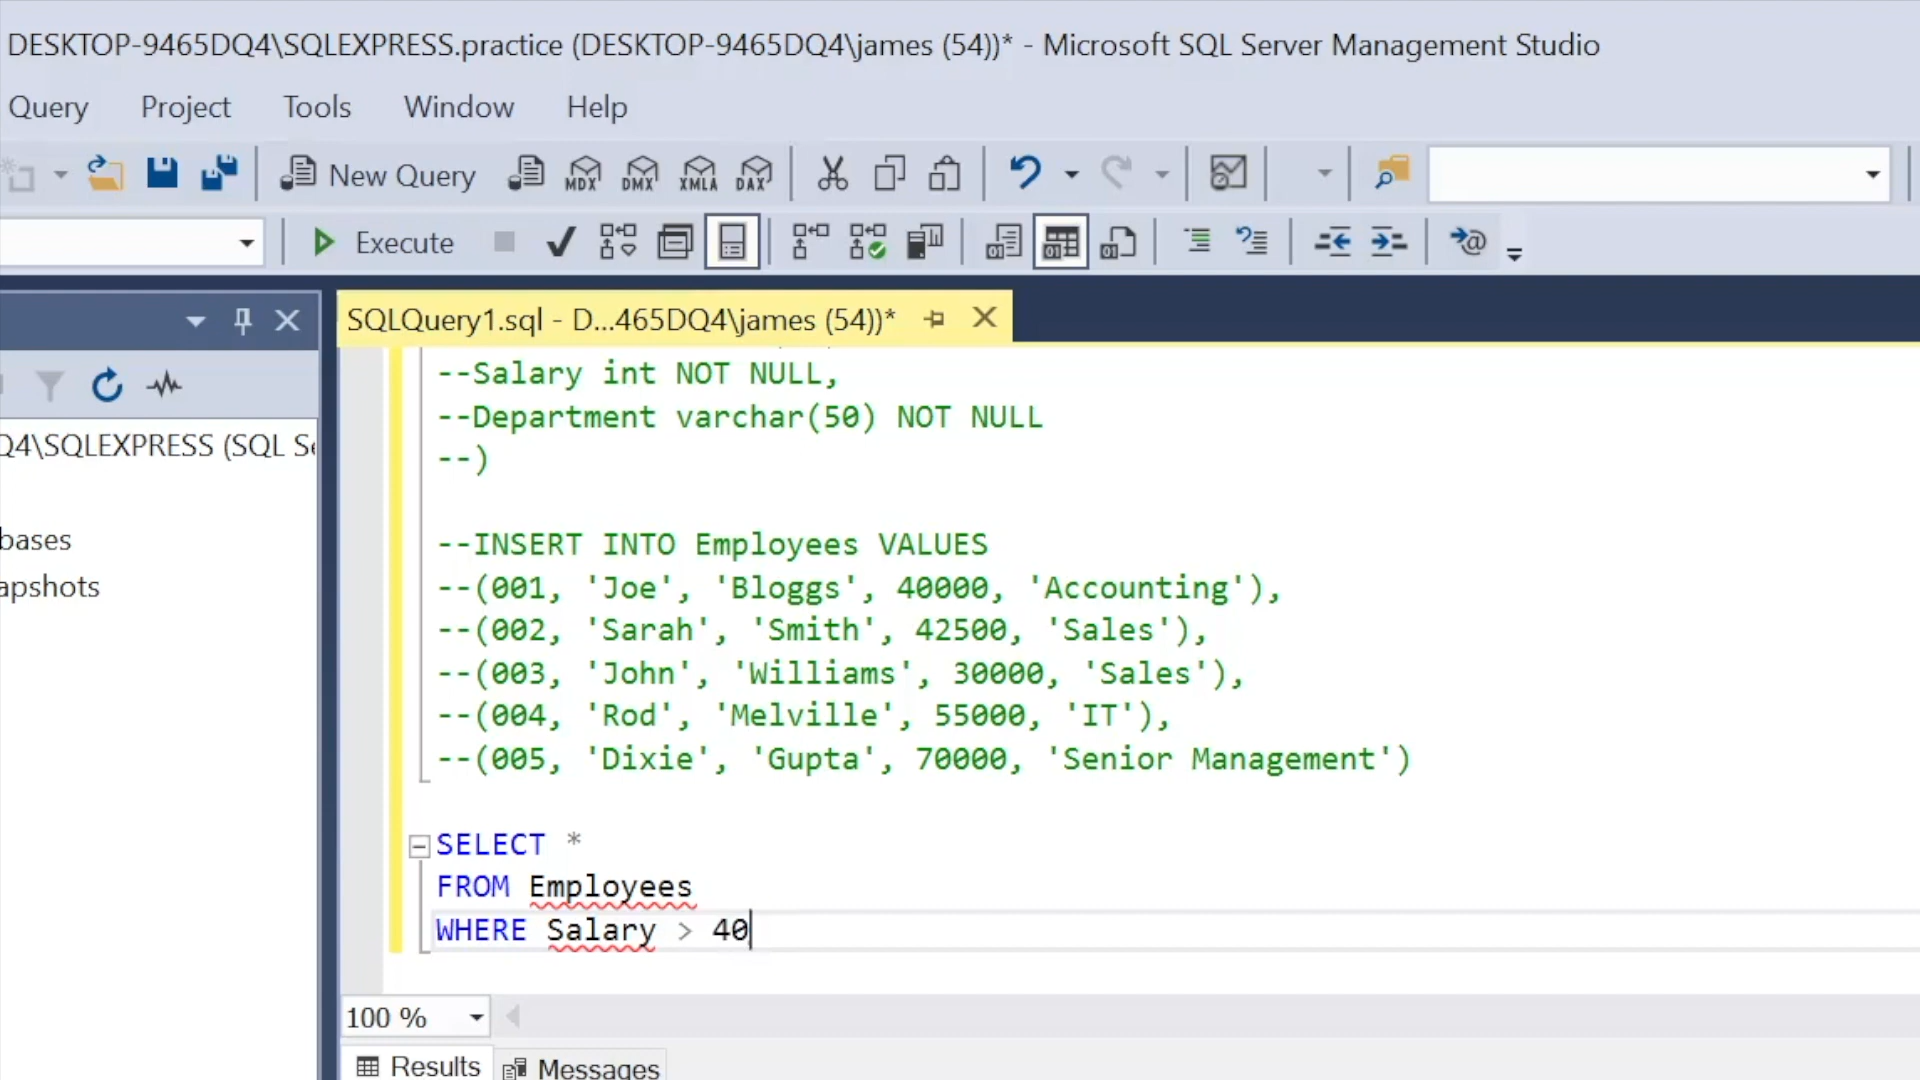 DESKTOP-9465DQ4\SQLEXPRESS.practice (DESKTOP-9465DQ4\james (54))* - Microsoft SQL Server Management Studio
Query Project Tools Window Help
New Query MDX DMX XMLA DAX
Execute
SQLQuery1.sql - D...465DQ4\james (54))*
Q4\SQLEXPRESS (SQL Se
bases
apshots
--Salary int NOT NULL,
--Department varchar(50) NOT NULL
--)
--INSERT INTO Employees VALUES
--(001, 'Joe', 'Bloggs', 40000, 'Accounting'),
--(002, 'Sarah', 'Smith', 42500, 'Sales'),
--(003, 'John', 'Williams', 30000, 'Sales'),
--(004, 'Rod', 'Melville', 55000, 'IT'),
--(005, 'Dixie', 'Gupta', 70000, 'Senior Management')
SELECT *
FROM Employees
WHERE Salary > 40
100 %
Results Messages